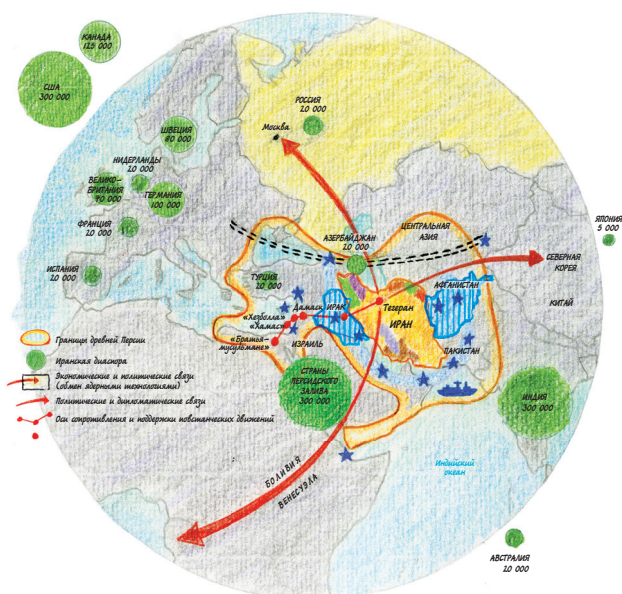 КАНАДА
125 000
США
300 000
РОССИЯ
20 000
Москва
ШВЕЦИЯ
80 000
НИДЕРЛАНДЫ
20 000
ВЕЛИКО-
БРИТАНИЯ
70 000
ГЕРМАНИЯ
100 000
ФРАНЦИЯ
20 000
ИСПАНИЯ
20 000
АЗЕРБАЙДЖАН
20 000
ЦЕНТРАЛЬНАЯ
АЗИЯ
ЯПОНИЯ
5 000
СЕВЕРНАЯ
КОРЕЯ
КИТАЙ
ТУРЦИЯ
20 000
«Хезболла»
Дамаск
ИРАК
Тегеран
ИРАН
АФГАНИСТАН
«Хамас»
«Братья-
мусульмане»
ИЗРАИЛЬ
ПАКИСТАН
СТРАНЫ
ПЕРСИДСКОГО
ЗАЛИВА
300 000
ИНДИЯ
300 000
Индийский
океан
БОЛИВИЯ
ВЕНЕСУЭЛА
АВСТРАЛИЯ
20 000
Границы древней Персии
Иранская диаспора
Экономические и политические связи
(обмен ядерными технологиями)
Политические и дипломатические связи
Оси сопротивления и поддержки повстанческих движений